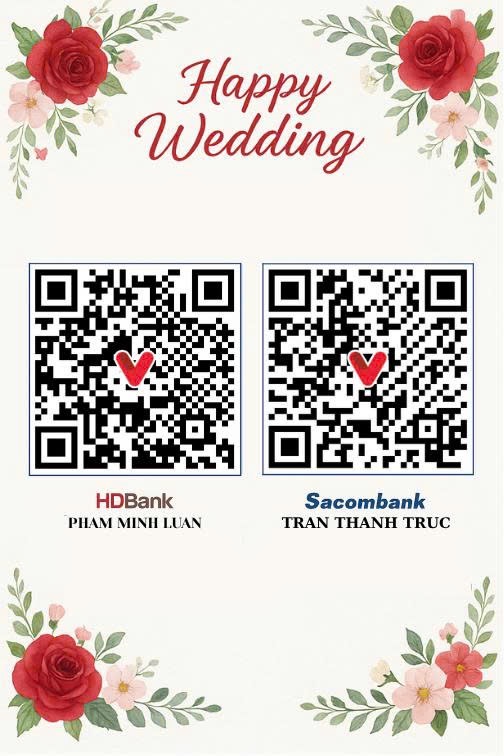 Happy
Wedding
HDBank
PHAM MINH LUAN
Sacombank
TRAN THANH TRUC